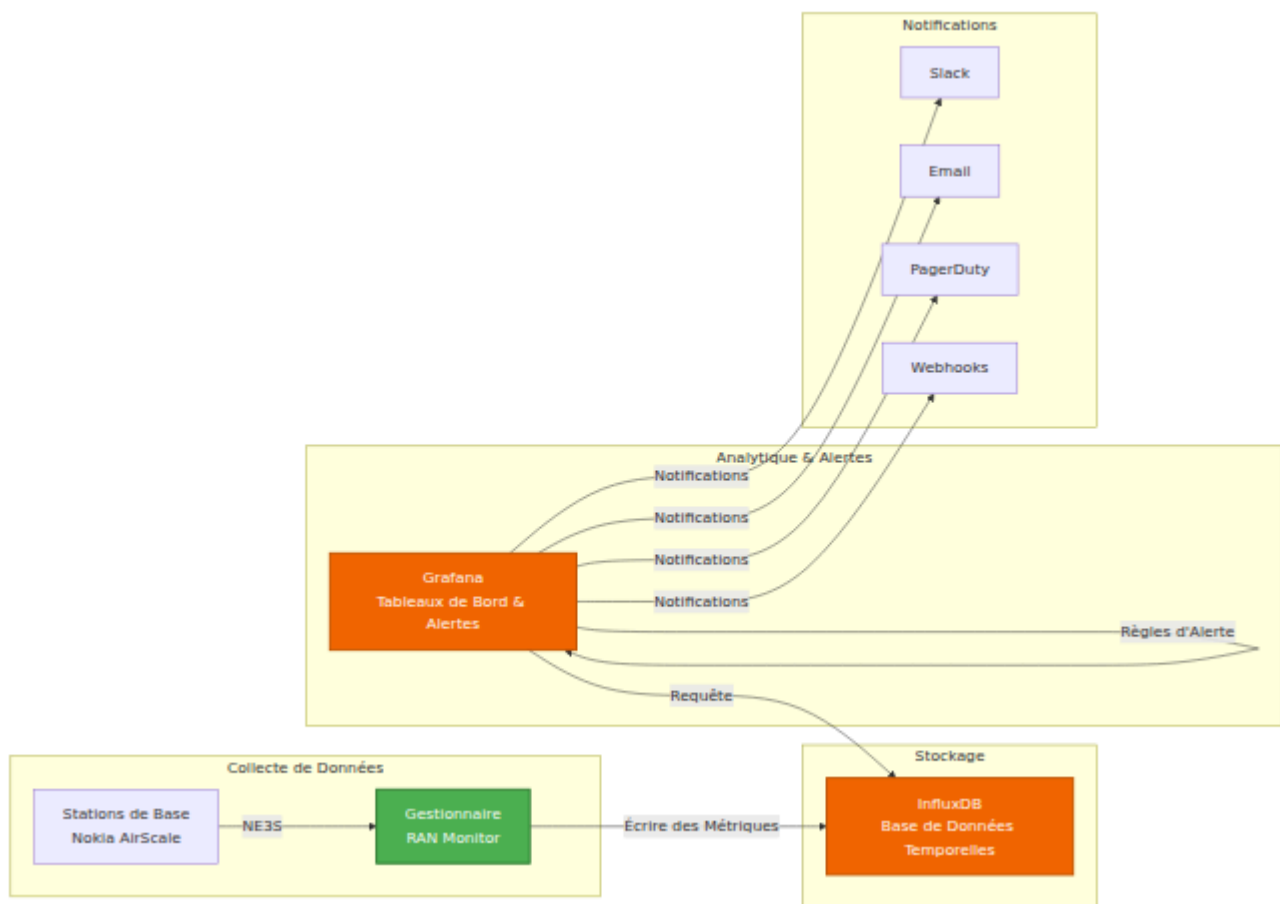 Notifications
Slack
Email
PagerDuty
Webhooks
Analytique & Alertes
Notifications
Notifications
Notifications
Notifications
Grafana
Tableaux de Bord &
Alertes
Règles d'Alerte
Requête
Collecte de Données
Stations de Base
Nokia AirScale
NE3S
Gestionnaire
RAN Monitor
Écrire des Métriques
Stockage
InfluxDB
Base de Données
Temporelles